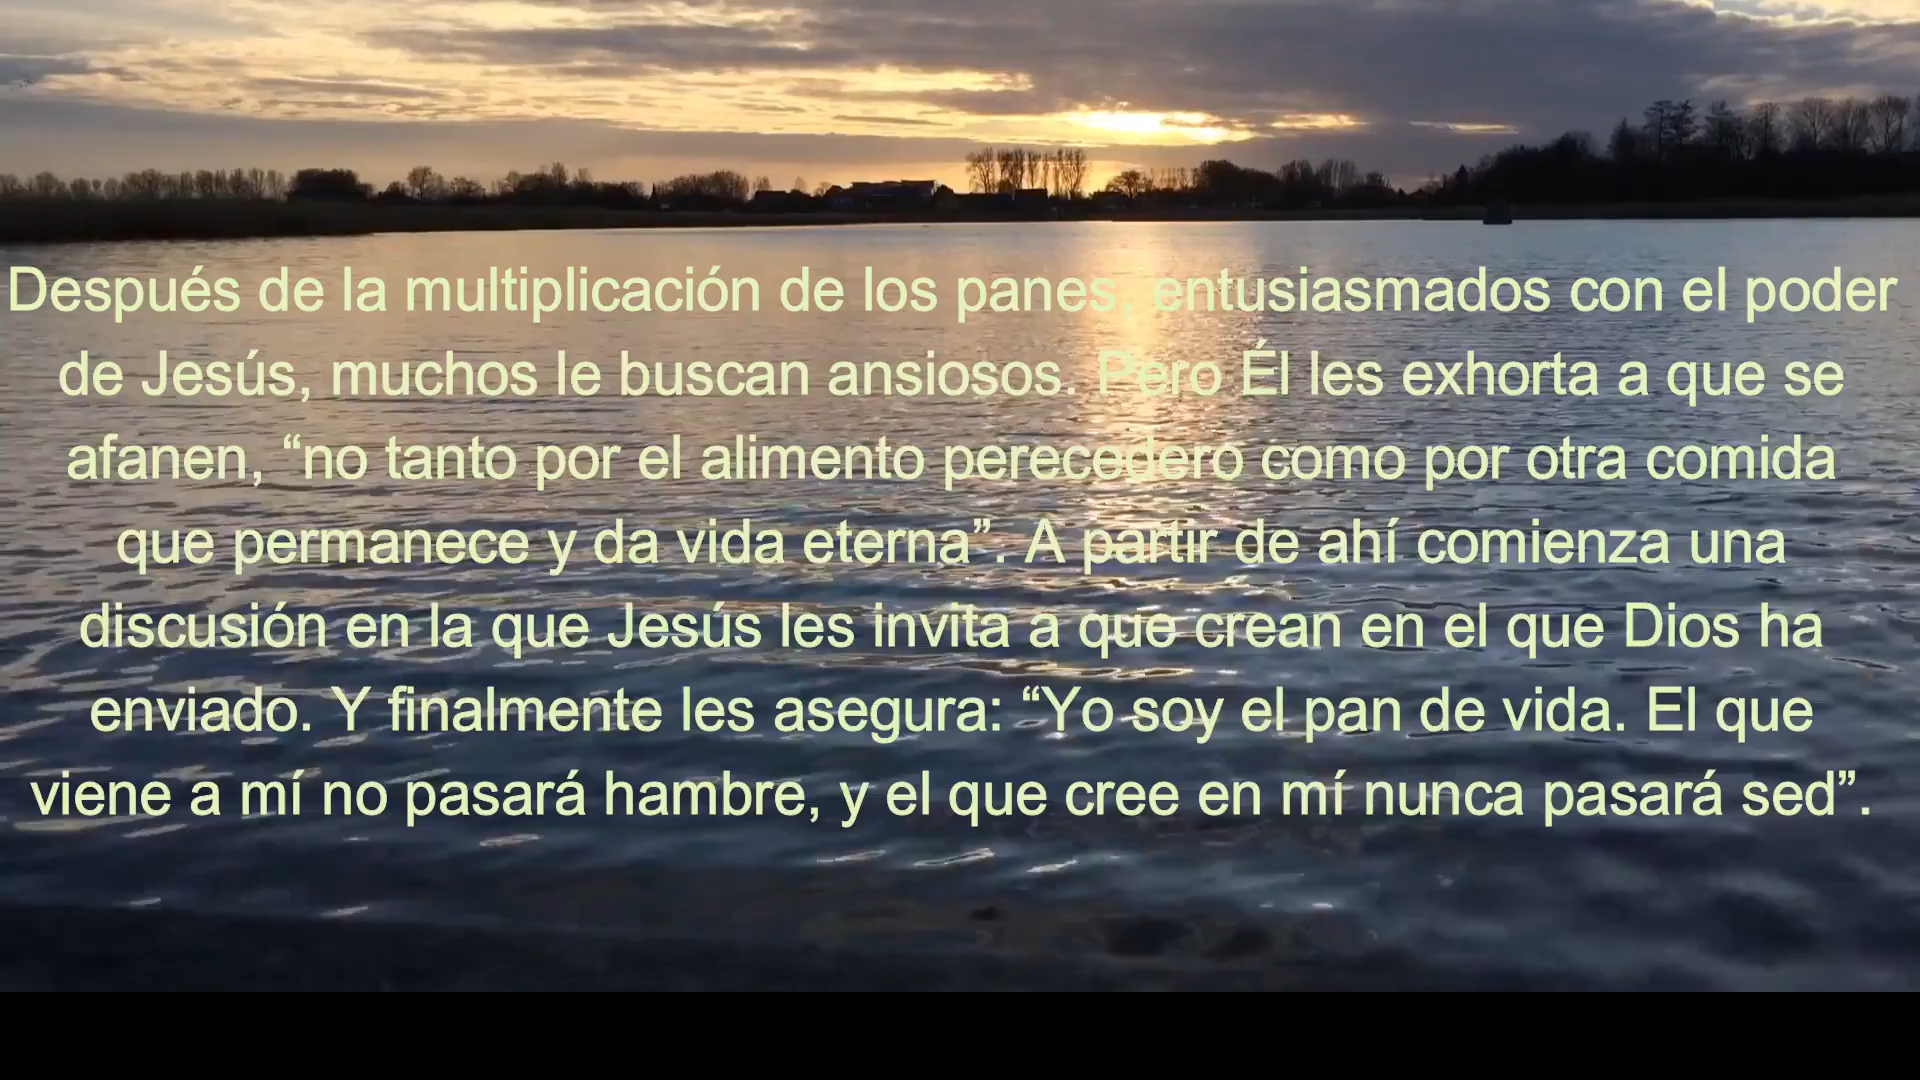 Después de la multiplicación de los panes, entusiasmados con el poder
de Jesús, muchos le buscan ansiosos. Pero Él les exhorta a que se
afanen, “no tanto por el alimento perecedero como por otra comida
que permanece y da vida eterna”. A partir de ahí comienza una
discusión en la que Jesús les invita a que crean en el que Dios ha
enviado. Y finalmente les asegura: “Yo soy el pan de vida. El que
viene a mí no pasará hambre, y el que cree en mí nunca pasará sed”.